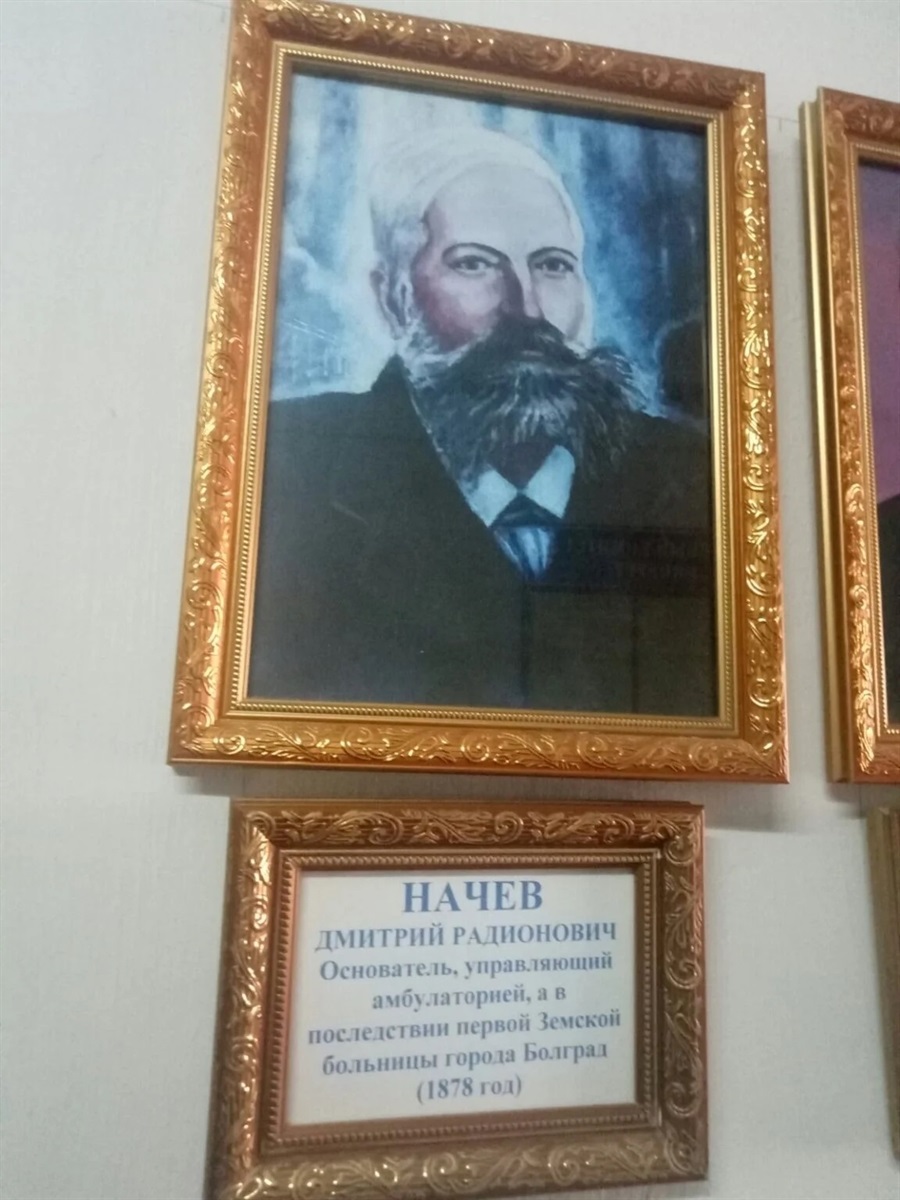 НАЧЕВ
ДМИТРИЙ РАДИОНОВИЧ
Основатель, управляющий
амбулаторией, а в
последствии первой Земской
больницы города Болград
(1878 год)